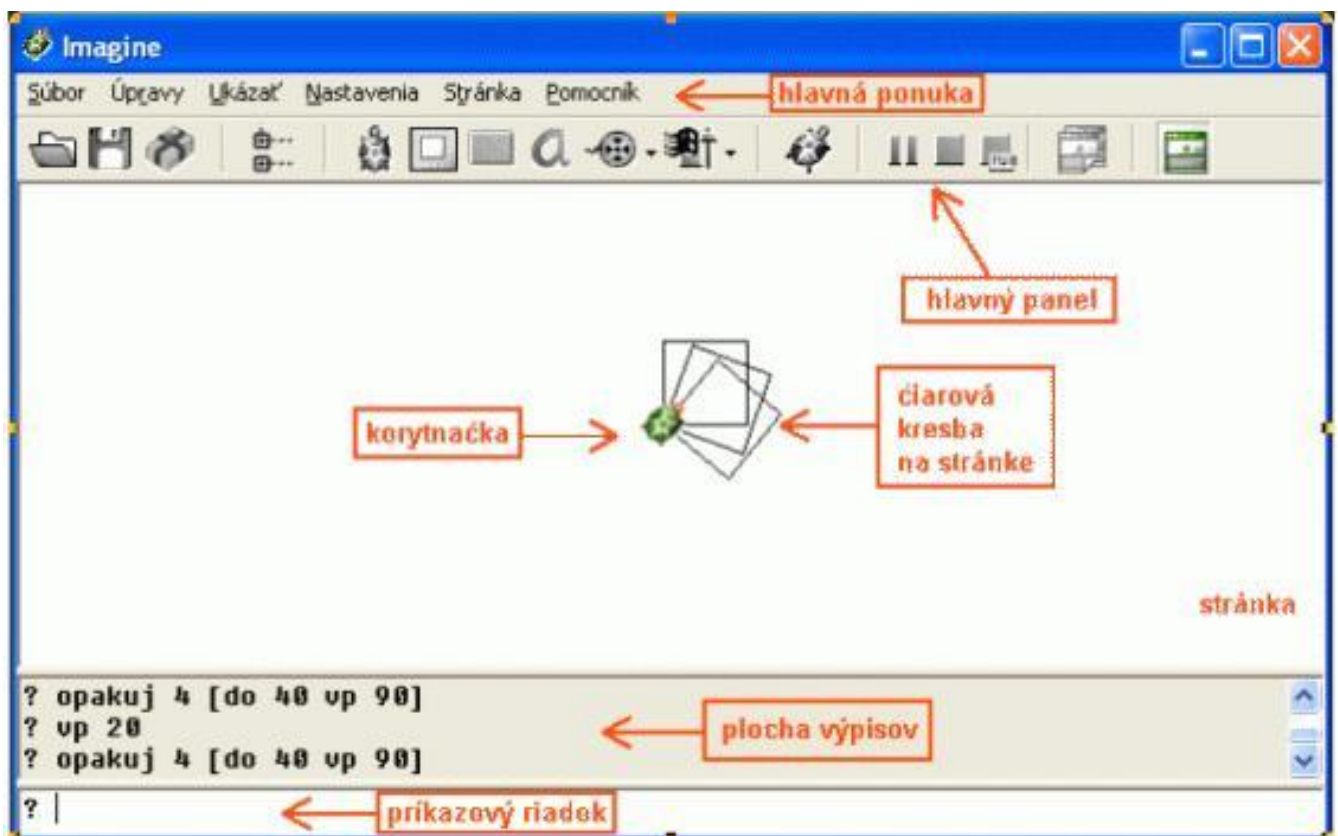 Imagine
Súbor Úpravy Ukázať Nastavenia Stránka Pomocník
hlavná ponuka
hlavný panel
korytnačka
čiarová
kresba
na stránke
stránka
? opakuj 4 [do 40 vp 90]
? vp 20
? opakuj 4 [do 40 vp 90]
plocha výpisov
?
príkazový riadok